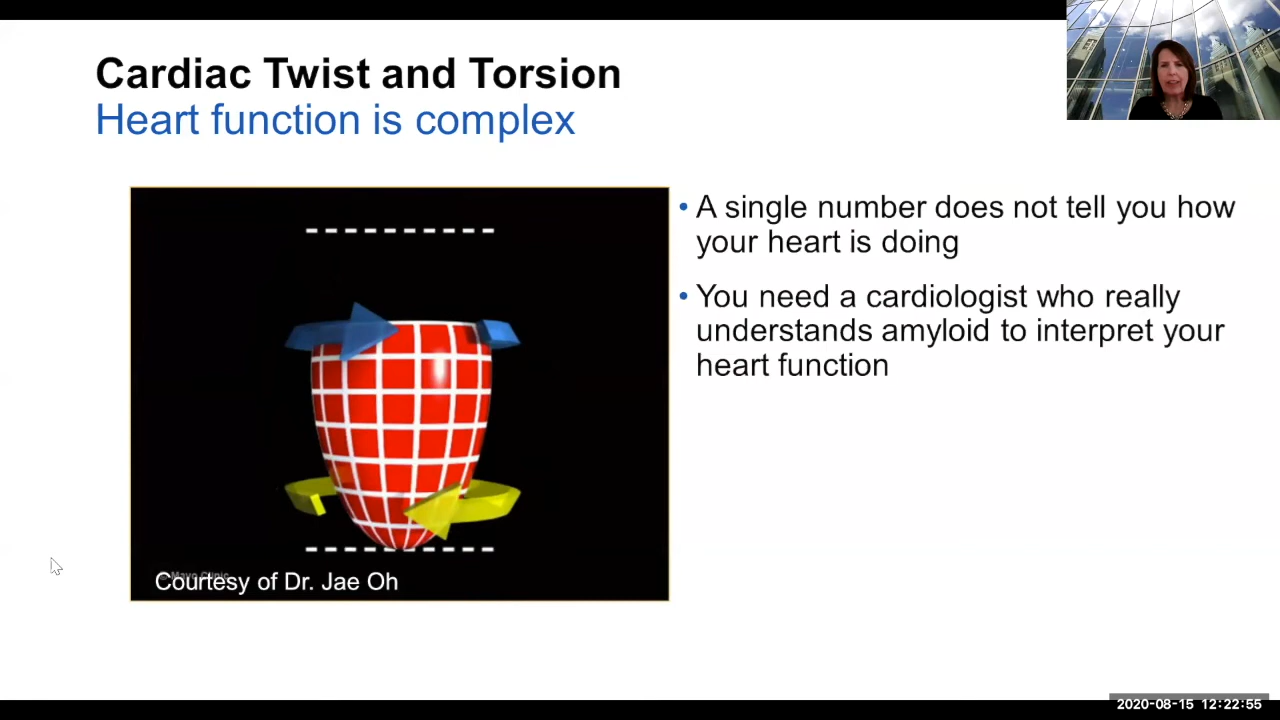 Cardiac Twist and Torsion
Heart function is complex
• A single number does not tell you how
your heart is doing
• You need a cardiologist who really
understands amyloid to interpret your
heart function
© Mayo Clinic
Courtesy of Dr. Jae Oh
2020-08-15 12:22:55